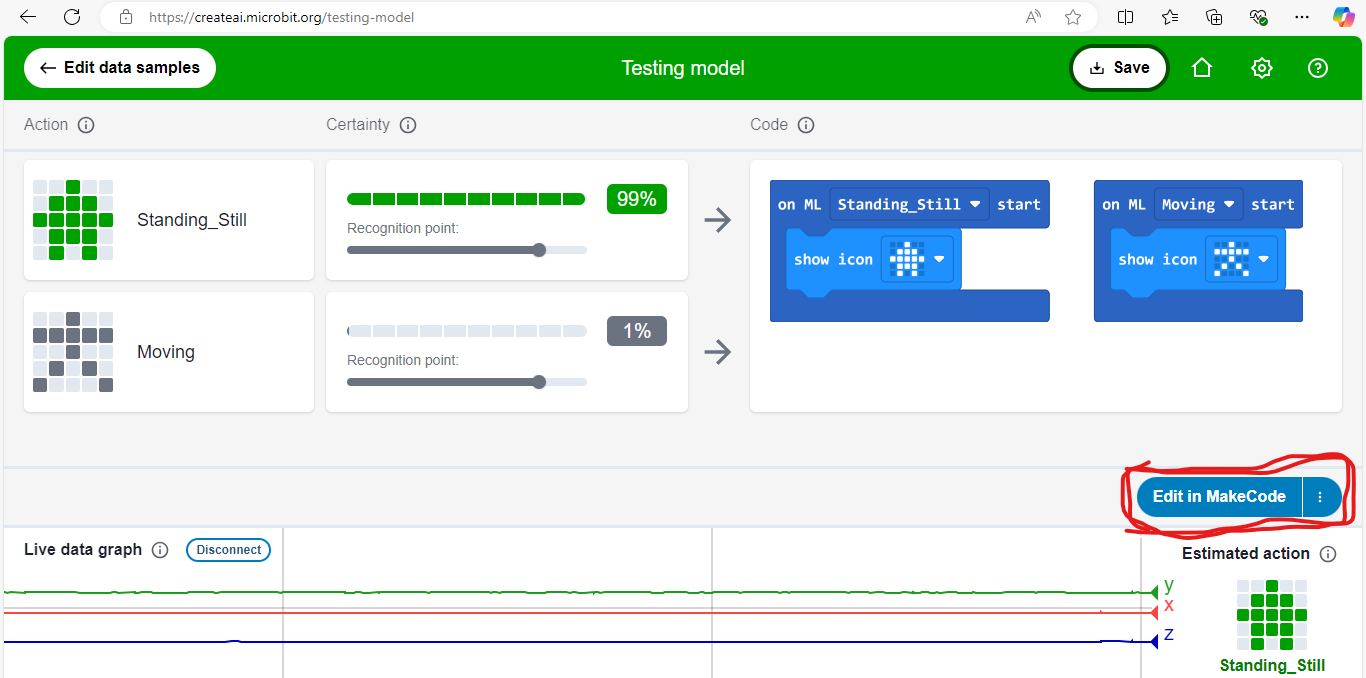 https://createai.microbit.org/testing-model
Edit data samples
Testing model
Save
Action
Certainty
Code
Standing_Still
99%
Recognition point:
on ML Standing_Still start
show icon
on ML Moving start
show icon
Moving
1%
Recognition point:
Edit in MakeCode
Live data graph
Disconnect
Estimated action
y
x
z
Standing_Still